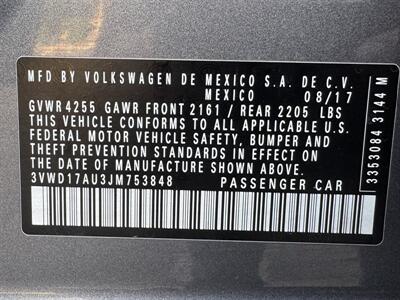 MFD BY VOLKSWAGEN DE MEXICO S.A. DE C.V.
MEXICO 08/17
GVWR 4255 GAWR FRONT 2161 / REAR 2205 LBS
THIS VEHICLE CONFORMS TO ALL APPLICABLE U.S.
FEDERAL MOTOR VEHICLE SAFETY, BUMPER AND
THEFT PREVENTION STANDARDS IN EFFECT ON THE
DATE OF MANUFACTURE SHOWN ABOVE.
3VWD17AU3JM753848 PASSENGER CAR
3353084 3144 M